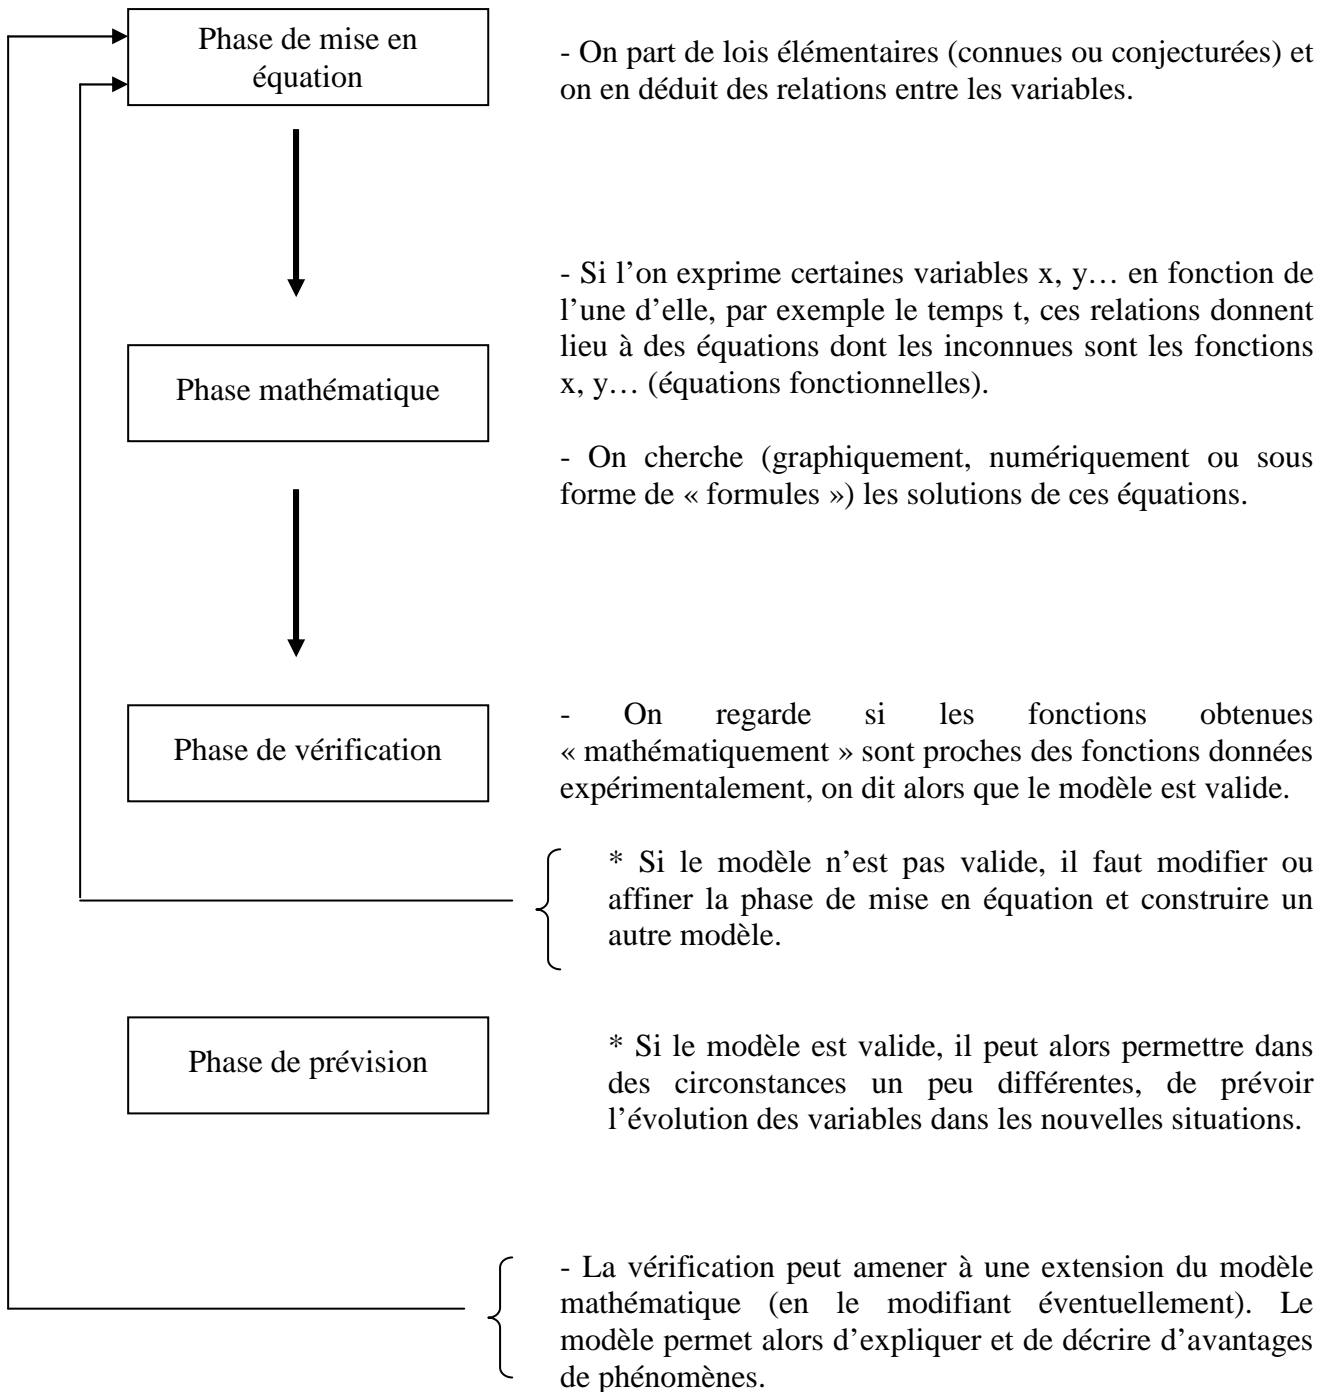 Phase de mise en
équation
- On part de lois élémentaires (connues ou conjecturées) et
on en déduit des relations entre les variables.
- Si l’on exprime certaines variables x, y… en fonction de
l’une d’elle, par exemple le temps t, ces relations donnent
lieu à des équations dont les inconnues sont les fonctions
x, y… (équations fonctionnelles).
Phase mathématique
- On cherche (graphiquement, numériquement ou sous
forme de « formules ») les solutions de ces équations.
Phase de vérification
- On regarde si les fonctions obtenues
« mathématiquement » sont proches des fonctions données
expérimentalement, on dit alors que le modèle est valide.
* Si le modèle n’est pas valide, il faut modifier ou
affiner la phase de mise en équation et construire un
autre modèle.
Phase de prévision
* Si le modèle est valide, il peut alors permettre dans
des circonstances un peu différentes, de prévoir
l’évolution des variables dans les nouvelles situations.
- La vérification peut amener à une extension du modèle
mathématique (en le modifiant éventuellement). Le
modèle permet alors d’expliquer et de décrire d’avantages
de phénomènes.